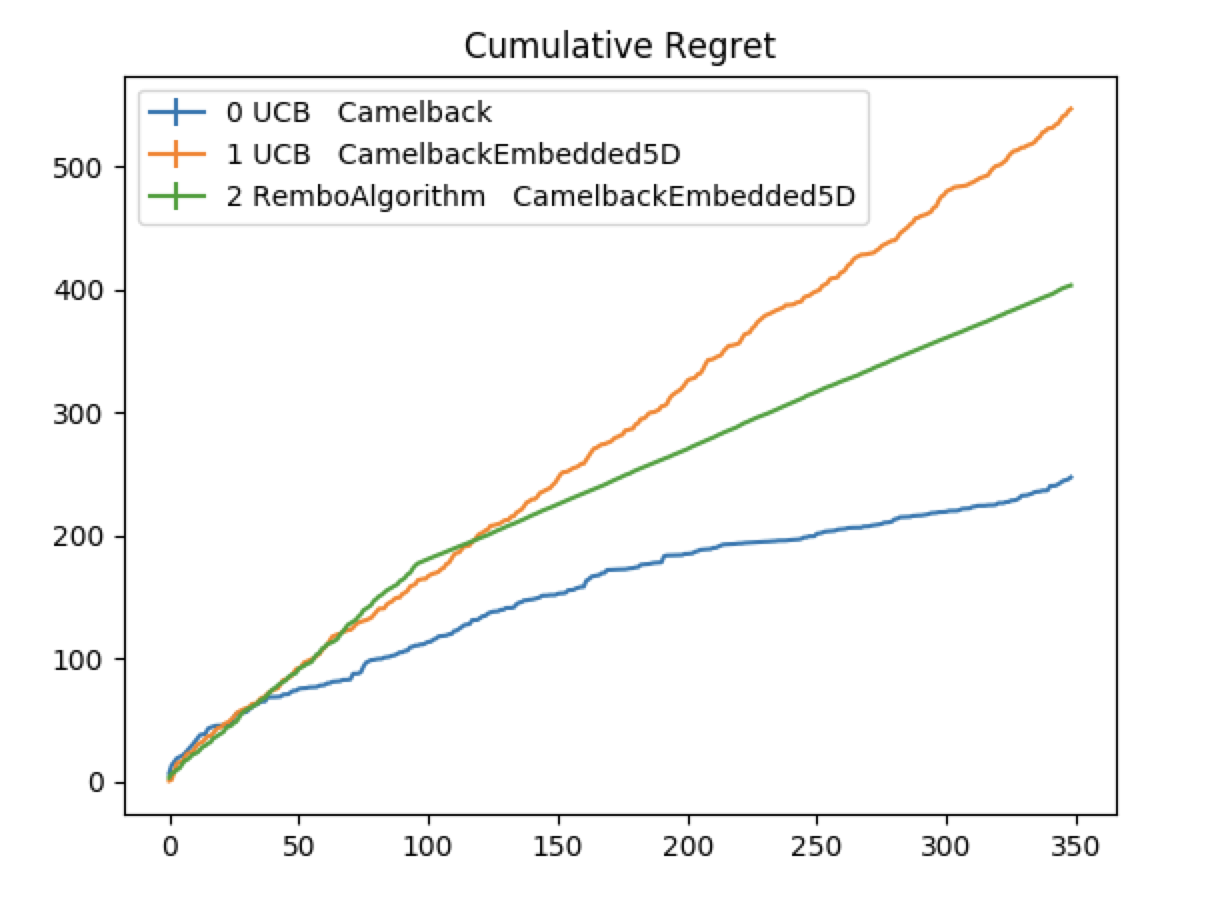 Cumulative Regret
0 UCB Camelback
1 UCB CamelbackEmbedded5D
2 RemboAlgorithm CamelbackEmbedded5D
500
400
300
200
100
0
0 50 100 150 200 250 300 350